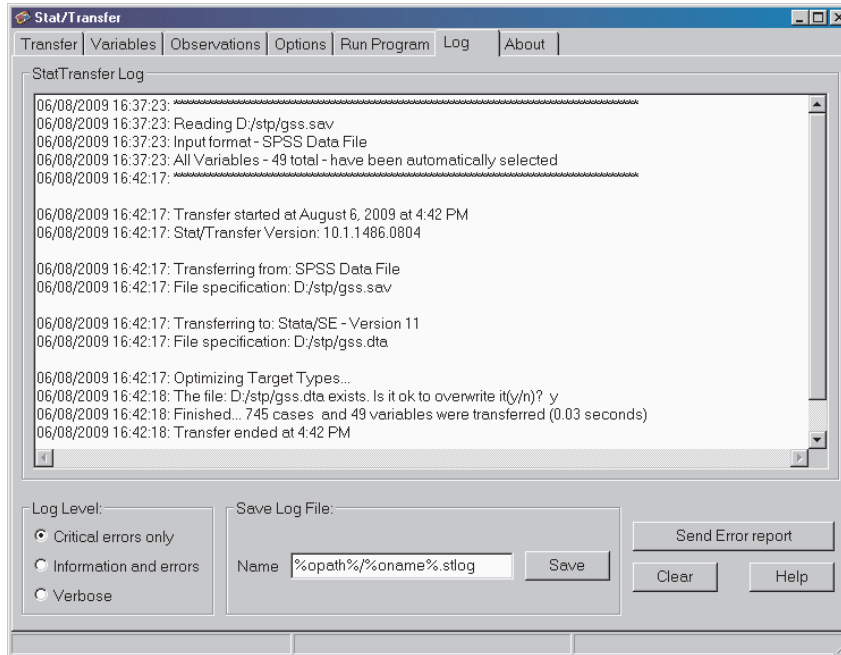 Stat/Transfer
Transfer Variables Observations Options Run Program Log About
StatTransfer Log
06/08/2009 16:37:23: ******************************************************************************************
06/08/2009 16:37:23: Reading D:/stp/gss.sav
06/08/2009 16:37:23: Input format - SPSS Data File
06/08/2009 16:37:23: All Variables - 49 total - have been automatically selected
06/08/2009 16:42:17: ******************************************************************************************
06/08/2009 16:42:17: Transfer started at August 6, 2009 at 4:42 PM
06/08/2009 16:42:17: Stat/Transfer Version: 10.1.1486.0804
06/08/2009 16:42:17: Transferring from: SPSS Data File
06/08/2009 16:42:17: File specification: D:/stp/gss.sav
06/08/2009 16:42:17: Transferring to: Stata/SE - Version 11
06/08/2009 16:42:17: File specification: D:/stp/gss.dta
06/08/2009 16:42:17: Optimizing Target Types...
06/08/2009 16:42:18: The file: D:/stp/gss.dta exists. Is it ok to overwrite it(y/n)? y
06/08/2009 16:42:18: Finished... 745 cases and 49 variables were transferred (0.03 seconds)
06/08/2009 16:42:18: Transfer ended at 4:42 PM
Log Level:
Critical errors only
Information and errors
Verbose
Save Log File:
Name %opath%/%oname%.stlog Save
Send Error report
Clear Help